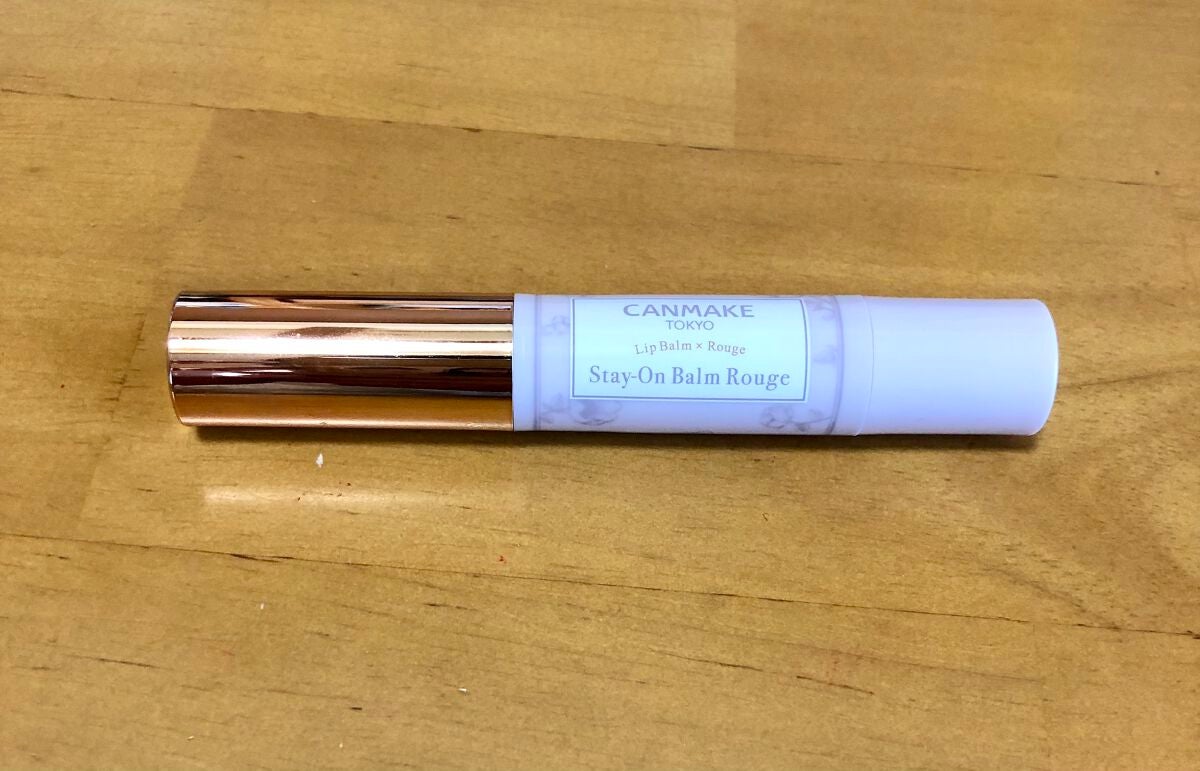 CANMAKE
TOKYO
Lip Balm × Rouge
Stay-On Balm Rouge